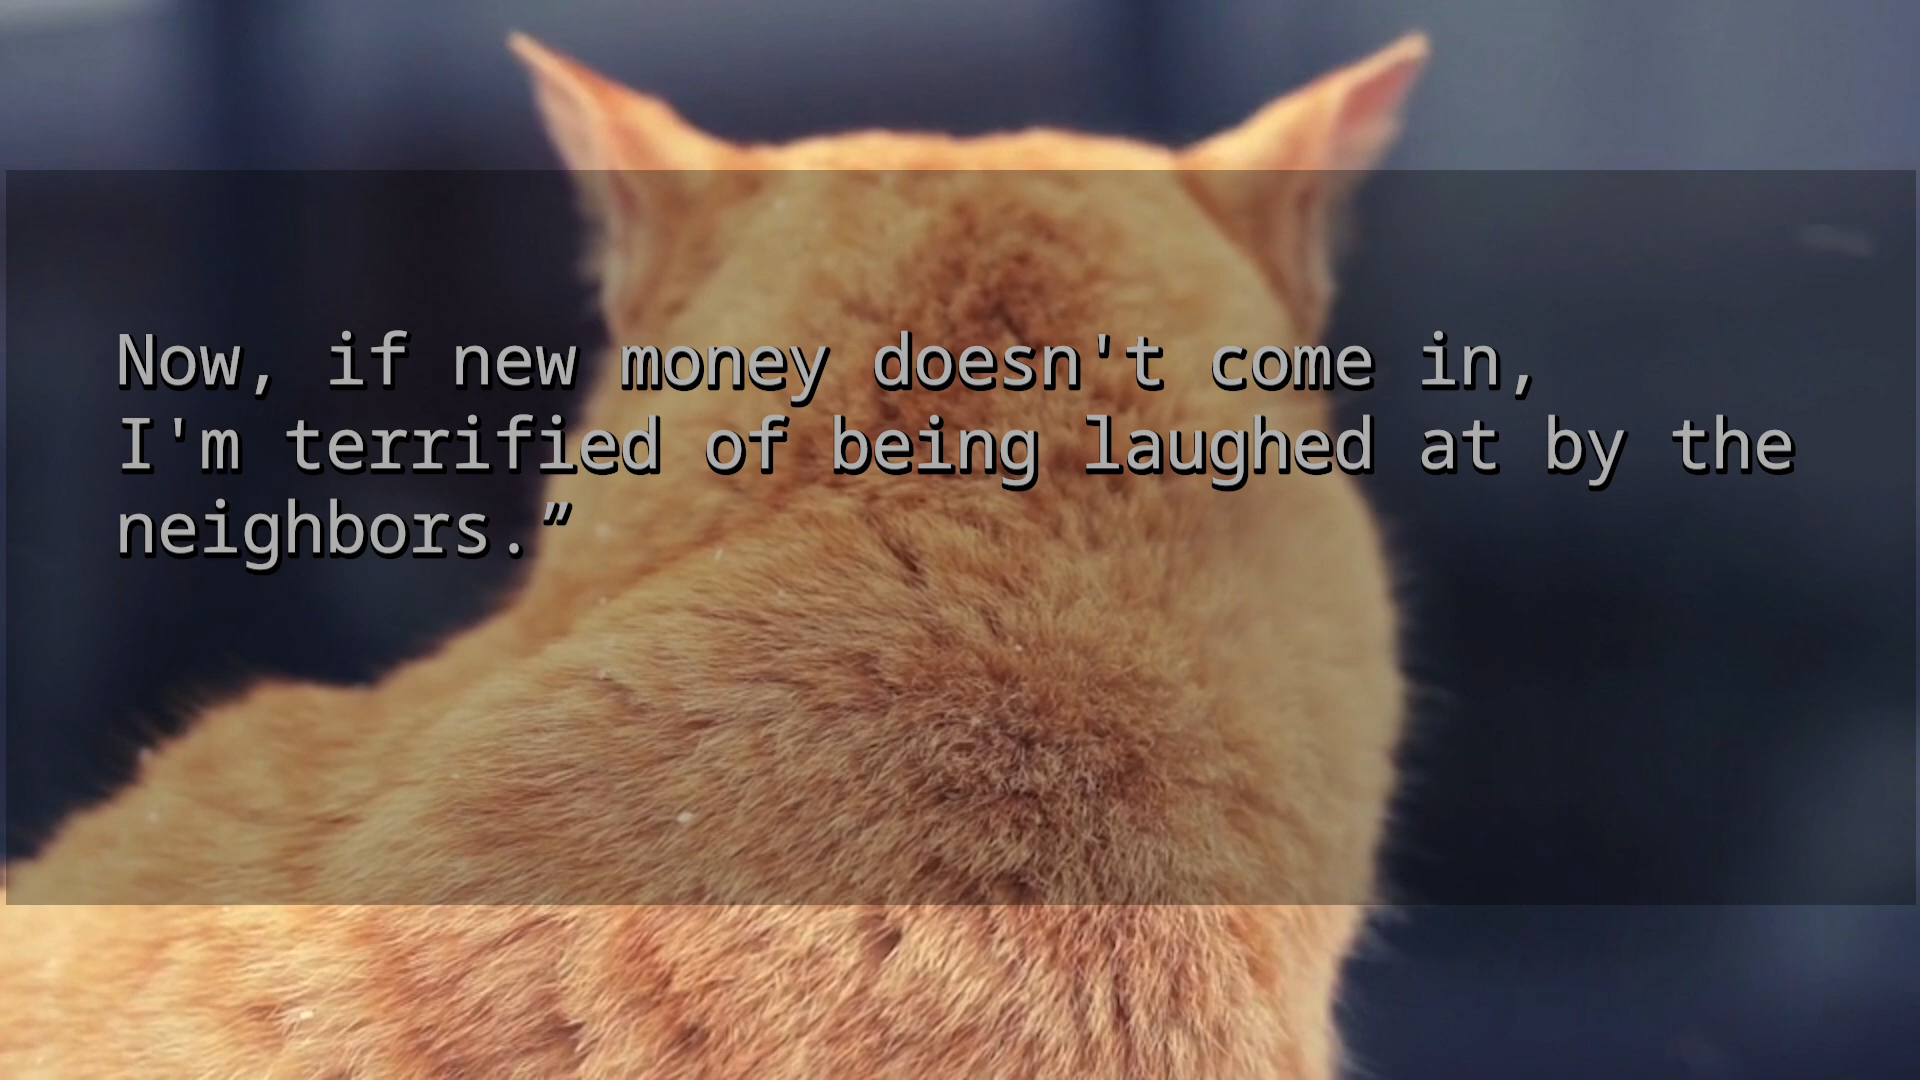 Now, if new money doesn't come in,
I'm terrified of being laughed at by the
neighbors.”